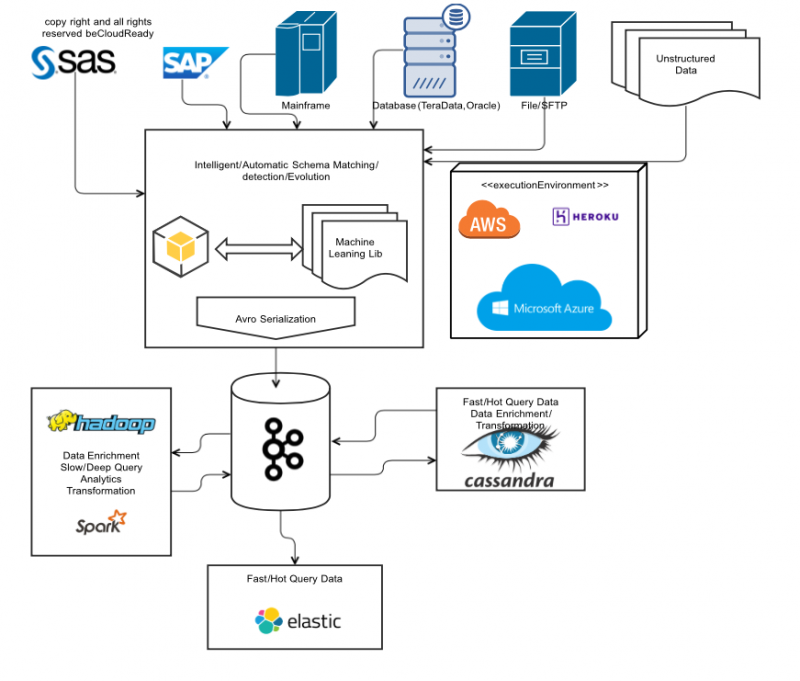 copy right and all rights
reserved beCloudReady
sas
SAP
Mainframe
Database(TeraData,Oracle)
File/SFTP
Unstructured
Data
Intelligent/Automatic Schema Matching/
detection/Evolution
Machine
Leaning Lib
Avro Serialization
<<executionEnvironment>>
AWS
HEROKU
Microsoft Azure
hadoop
Data Enrichment
Slow/Deep Query
Analytics
Transformation
Spark
Fast/Hot Query Data
Data Enrichment/
Transformation
cassandra
Fast/Hot Query Data
elastic